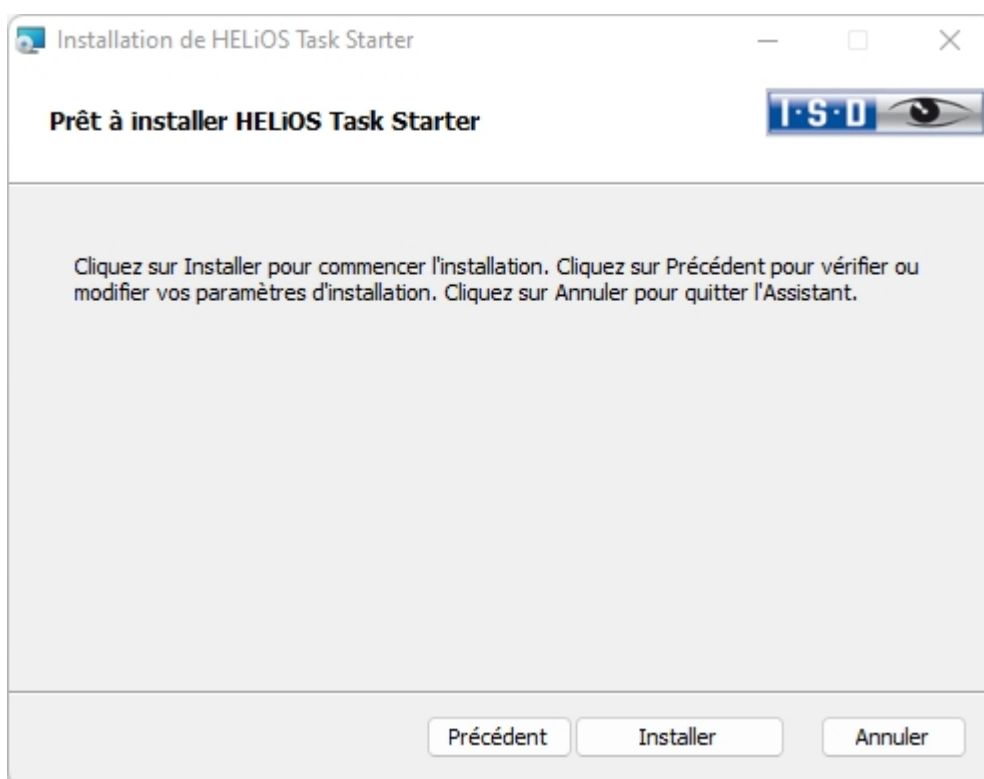 Installation de HELiOS Task Starter
Prêt à installer HELiOS Task Starter
I·S·D
Cliquez sur Installer pour commencer l'installation. Cliquez sur Précédent pour vérifier ou
modifier vos paramètres d'installation. Cliquez sur Annuler pour quitter l'Assistant.
Précédent
Installer
Annuler